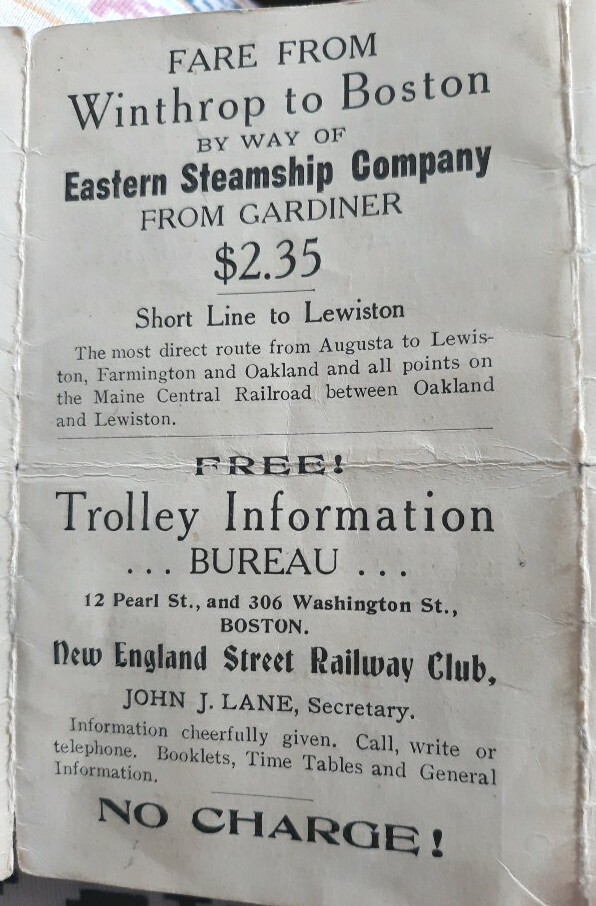 FARE FROM
Winthrop to Boston
BY WAY OF
Eastern Steamship Company
FROM GARDINER
$2.35
Short Line to Lewiston
The most direct route from Augusta to Lewis-
ton, Farmington and Oakland and all points on
the Maine Central Railroad between Oakland
and Lewiston.
FREE!
Trolley Information
... BUREAU ...
12 Pearl St., and 306 Washington St.,
BOSTON.
New England Street Railway Club,
JOHN J. LANE, Secretary.
Information cheerfully given. Call, write or
telephone. Booklets, Time Tables and General
Information.
NO CHARGE!